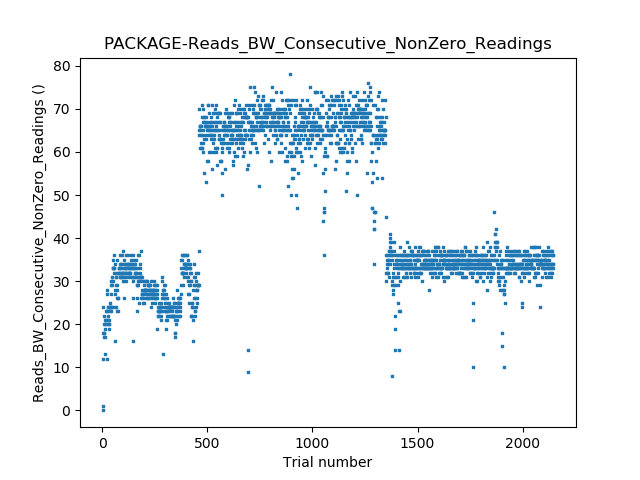 PACKAGE-Reads_BW_Consecutive_NonZero_Readings
Reads_BW_Consecutive_NonZero_Readings ()
80
70
60
50
40
30
20
10
0
0 500 1000 1500 2000
Trial number